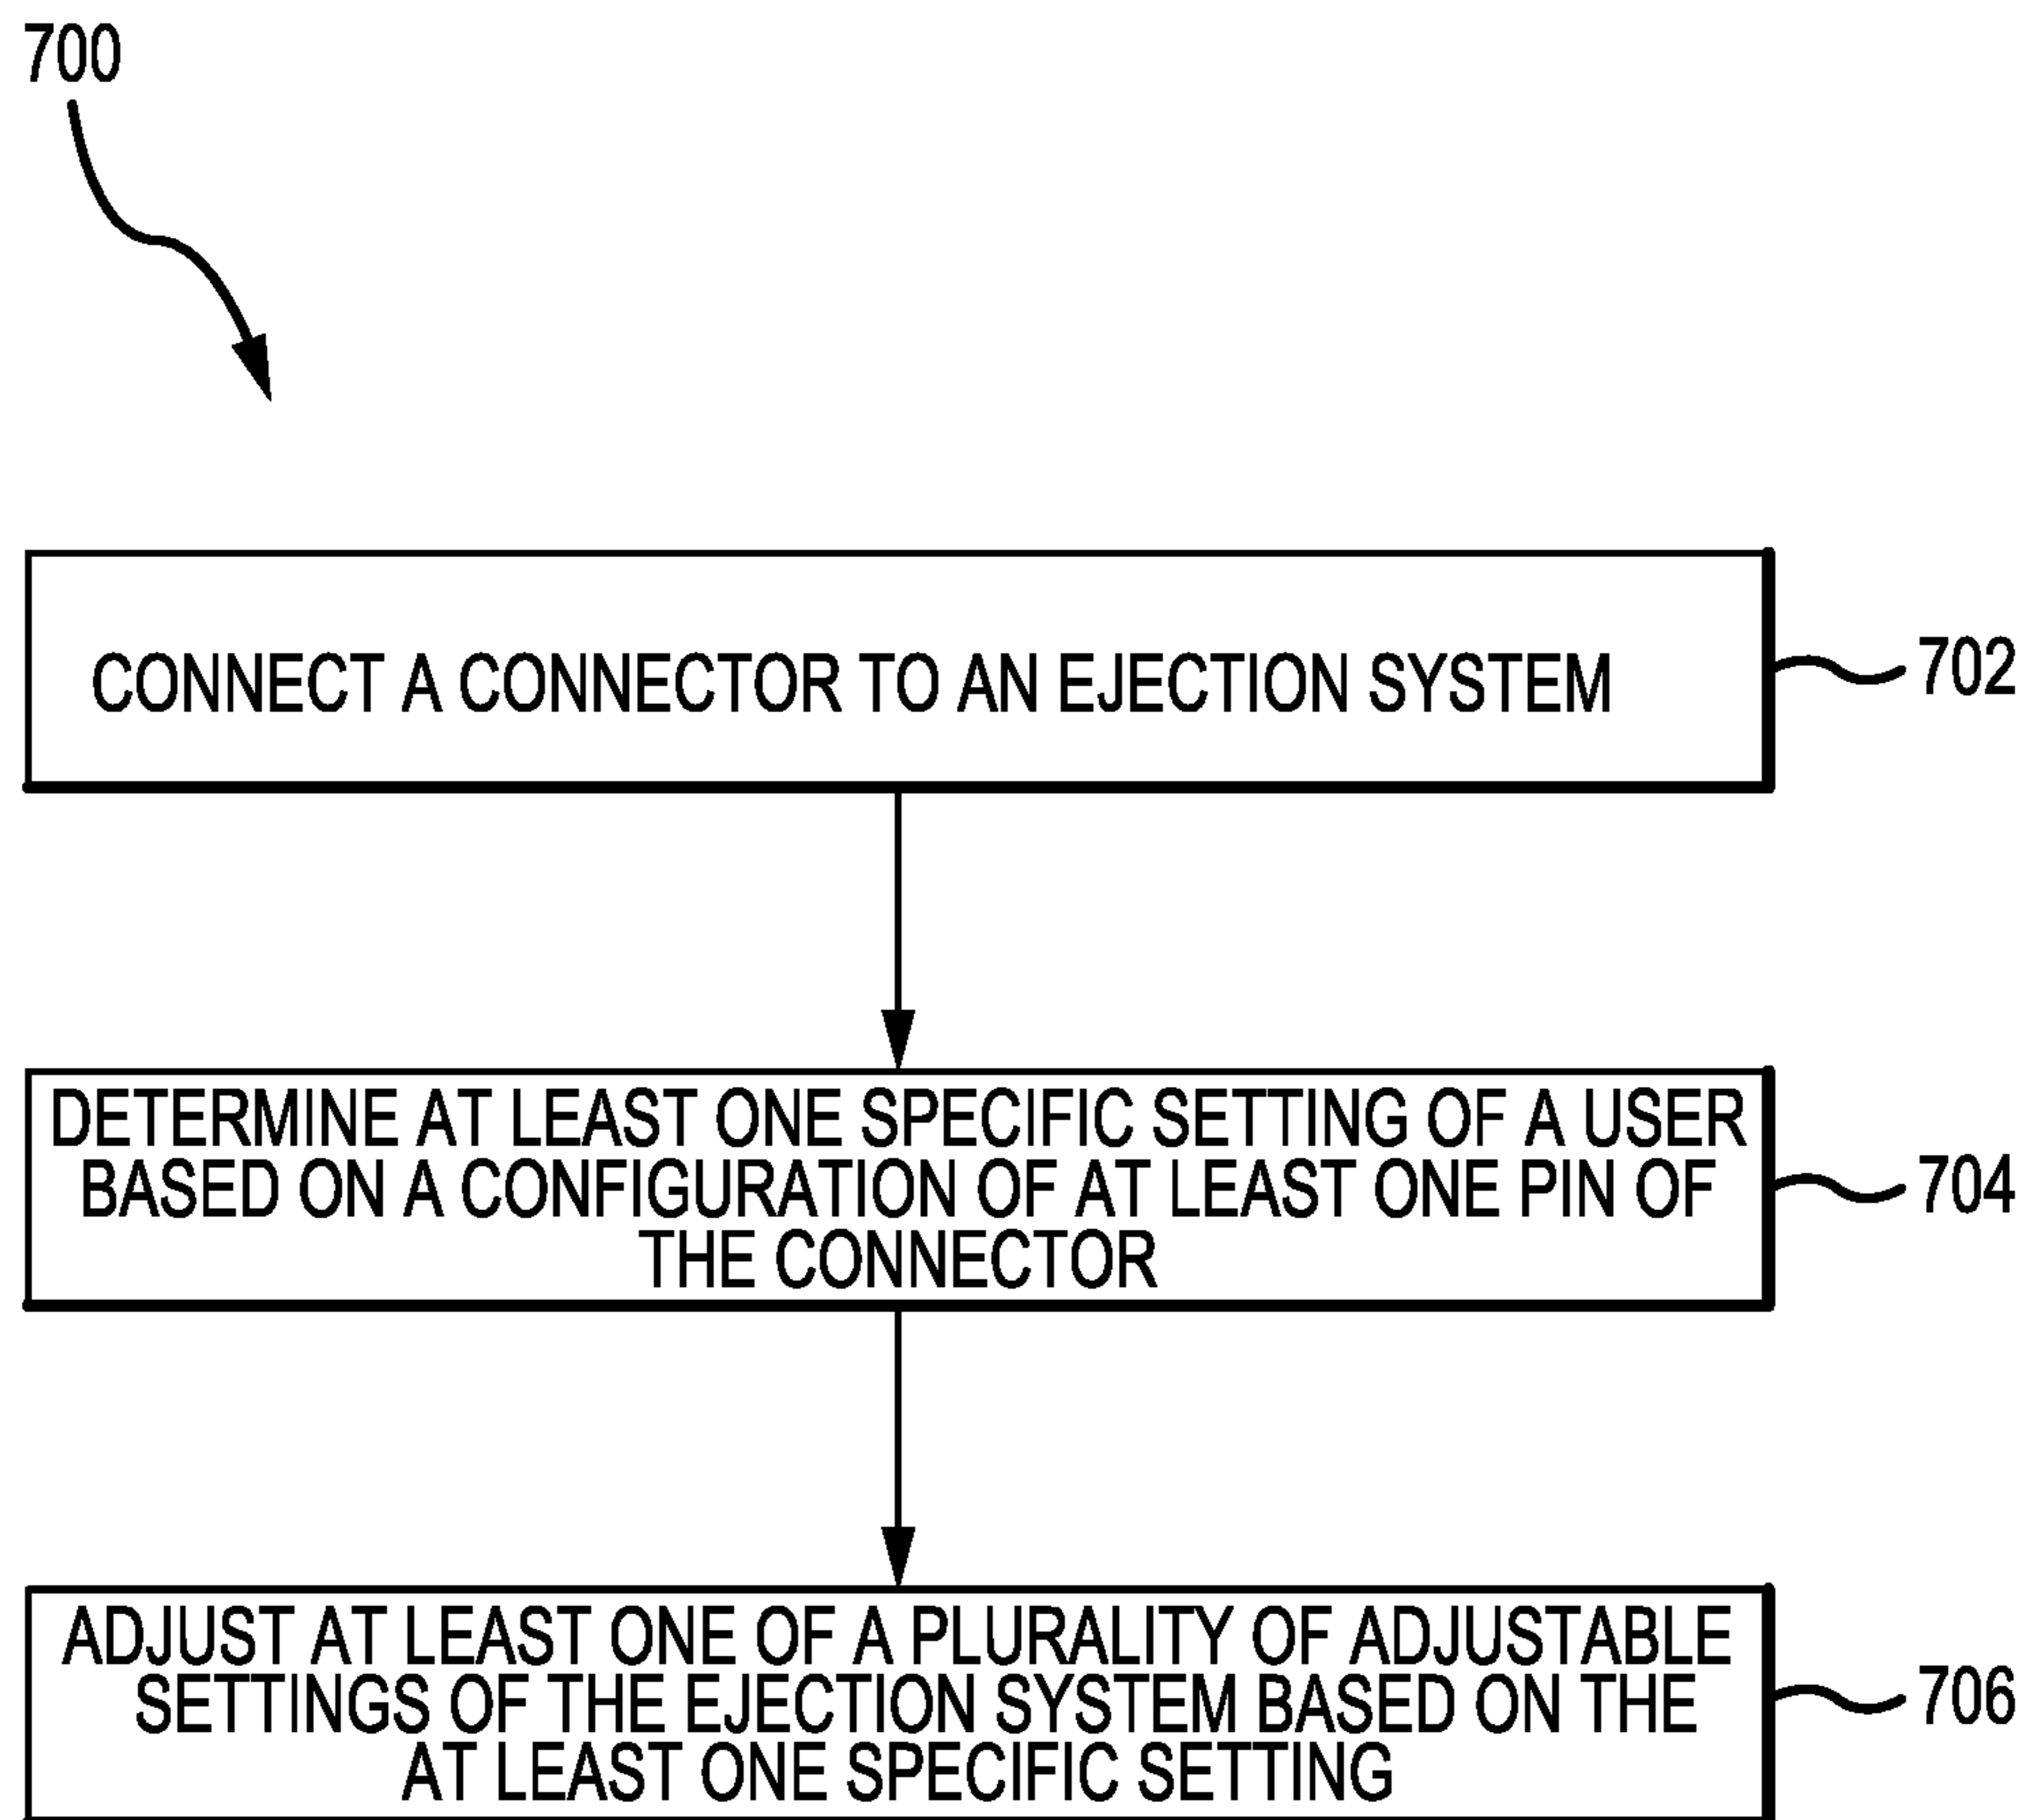 700
CONNECT A CONNECTOR TO AN EJECTION SYSTEM
702
DETERMINE AT LEAST ONE SPECIFIC SETTING OF A USER
BASED ON A CONFIGURATION OF AT LEAST ONE PIN OF
THE CONNECTOR
704
ADJUST AT LEAST ONE OF A PLURALITY OF ADJUSTABLE
SETTINGS OF THE EJECTION SYSTEM BASED ON THE
AT LEAST ONE SPECIFIC SETTING
706